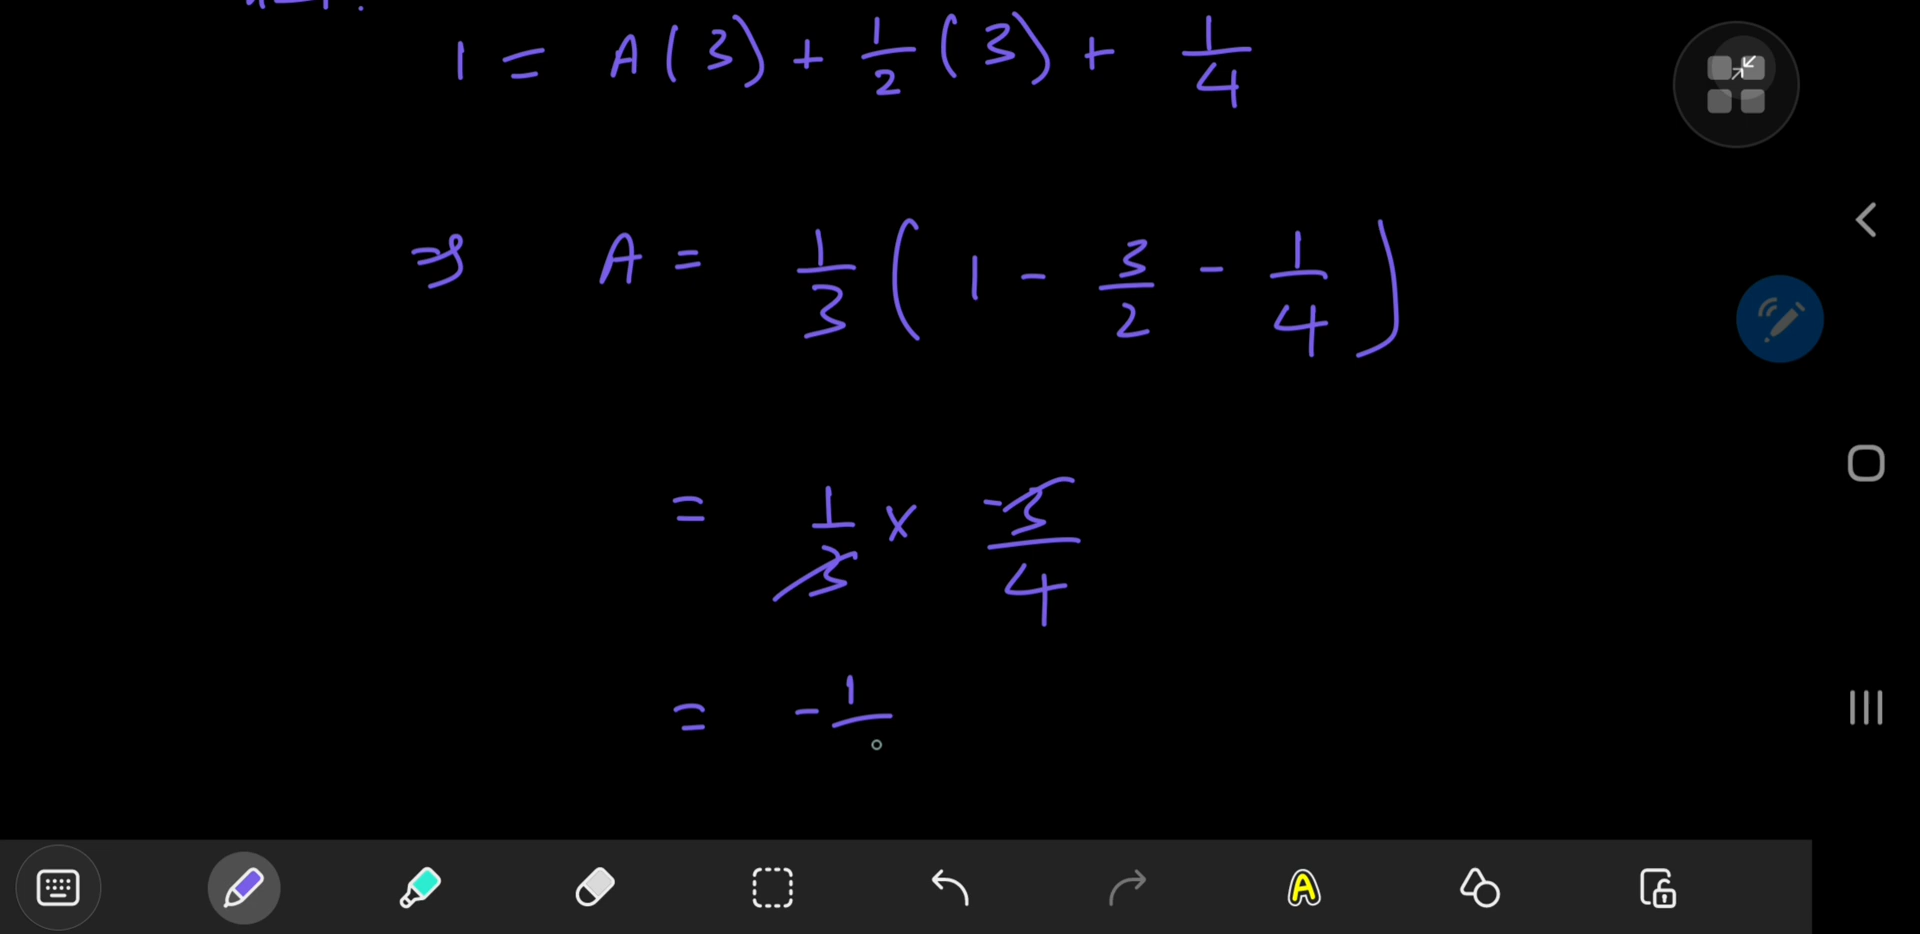 1 = A(3) + 1/2 (3) + 1/4
⇒ A = 1/3 ( 1 - 3/2 - 1/4 )
= 1/3 x -3/4
= -1/
A